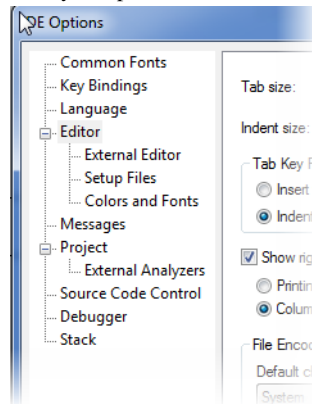 DE Options
Common Fonts
Key Bindings
Language
Editor
External Editor
Setup Files
Colors and Fonts
Messages
Project
External Analyzers
Source Code Control
Debugger
Stack
Tab size:
Indent size:
Tab Key
Insert
Indent
Show rig
Printin
Colum
File Encod
Default c
System